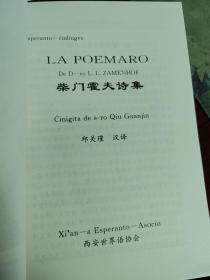 esperanto—ĉinlingva
LA POEMARO
De D—ro L. L. ZAMENHOF
柴门霍夫诗集
Ĉinigita de s-ro Qiu Guanjin
邱关瑾 汉译
Xi'an—a Esperanto—Asocio
西安世界语协会